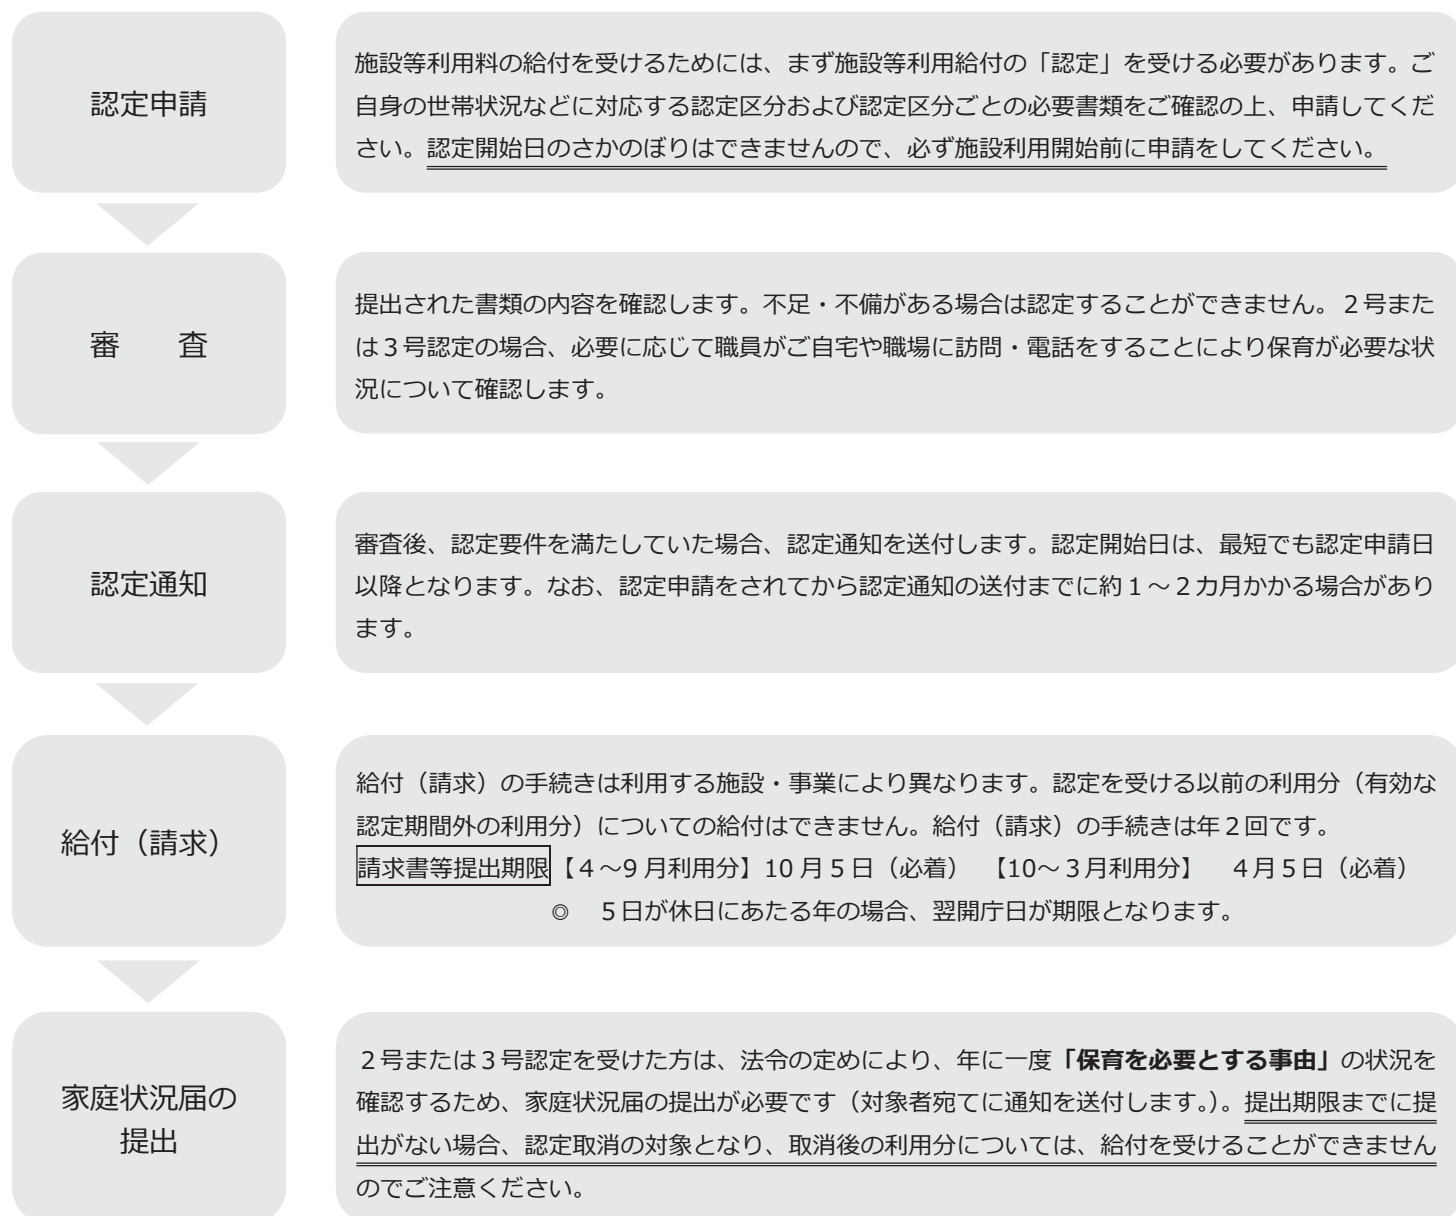 認定申請
施設等利用料の給付を受けるためには、まず施設等利用給付の「認定」を受ける必要があります。ご
自身の世帯状況などに対応する認定区分および認定区分ごとの必要書類をご確認の上、申請してくだ
さい。認定開始日のさかのぼりはできませんので、必ず施設利用開始前に申請をしてください。
審　　査
提出された書類の内容を確認します。不足・不備がある場合は認定することができません。２号また
は３号認定の場合、必要に応じて職員がご自宅や職場に訪問・電話をすることにより保育が必要な状
況について確認します。
認定通知
審査後、認定要件を満たしていた場合、認定通知を送付します。認定開始日は、最短でも認定申請日
以降となります。なお、認定申請をされてから認定通知の送付までに約１～２カ月かかる場合があり
ます。
給付（請求）
給付（請求）の手続きは利用する施設・事業により異なります。認定を受ける以前の利用分（有効な
認定期間外の利用分）についての給付はできません。給付（請求）の手続きは年２回です。
請求書等提出期限【４～9 月利用分】10 月５日（必着）　【10～３月利用分】　４月５日（必着）
◎　５日が休日にあたる年の場合、翌開庁日が期限となります。
家庭状況届の
提出
２号または３号認定を受けた方は、法令の定めにより、年に一度「保育を必要とする事由」の状況を
確認するため、家庭状況届の提出が必要です（対象者宛てに通知を送付します。）。提出期限までに提
出がない場合、認定取消の対象となり、取消後の利用分については、給付を受けることができません
のでご注意ください。